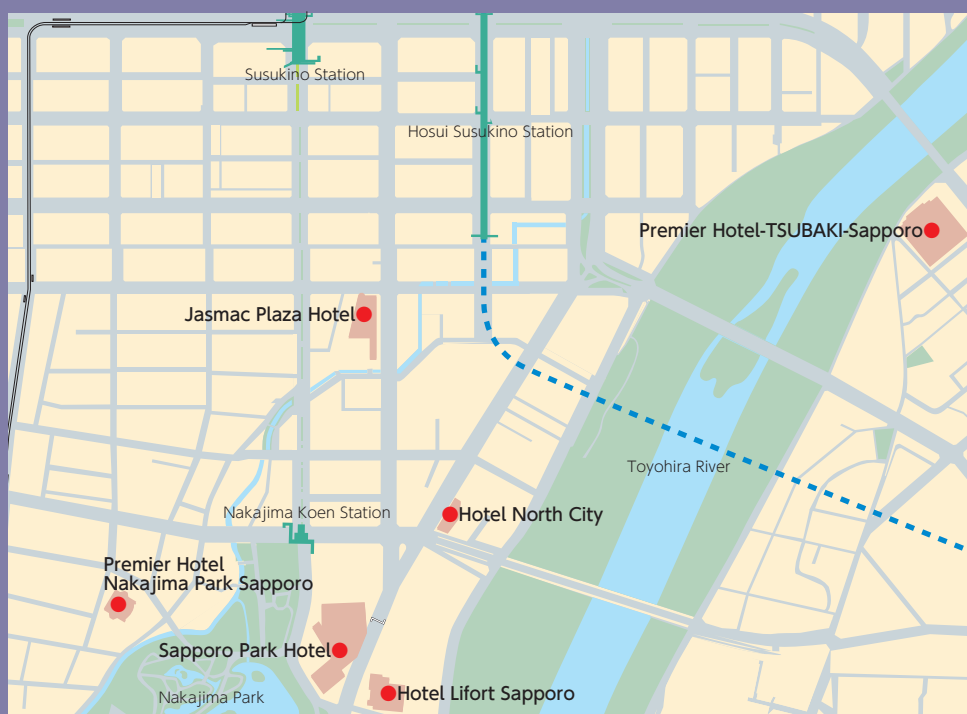 Susukino Station
Hosui Susukino Station
Premier Hotel-TSUBAKI-Sapporo
Jasmac Plaza Hotel
Toyohira River
Nakajima Koen Station
Hotel North City
Premier Hotel
Nakajima Park Sapporo
Sapporo Park Hotel
Nakajima Park
Hotel Lifort Sapporo